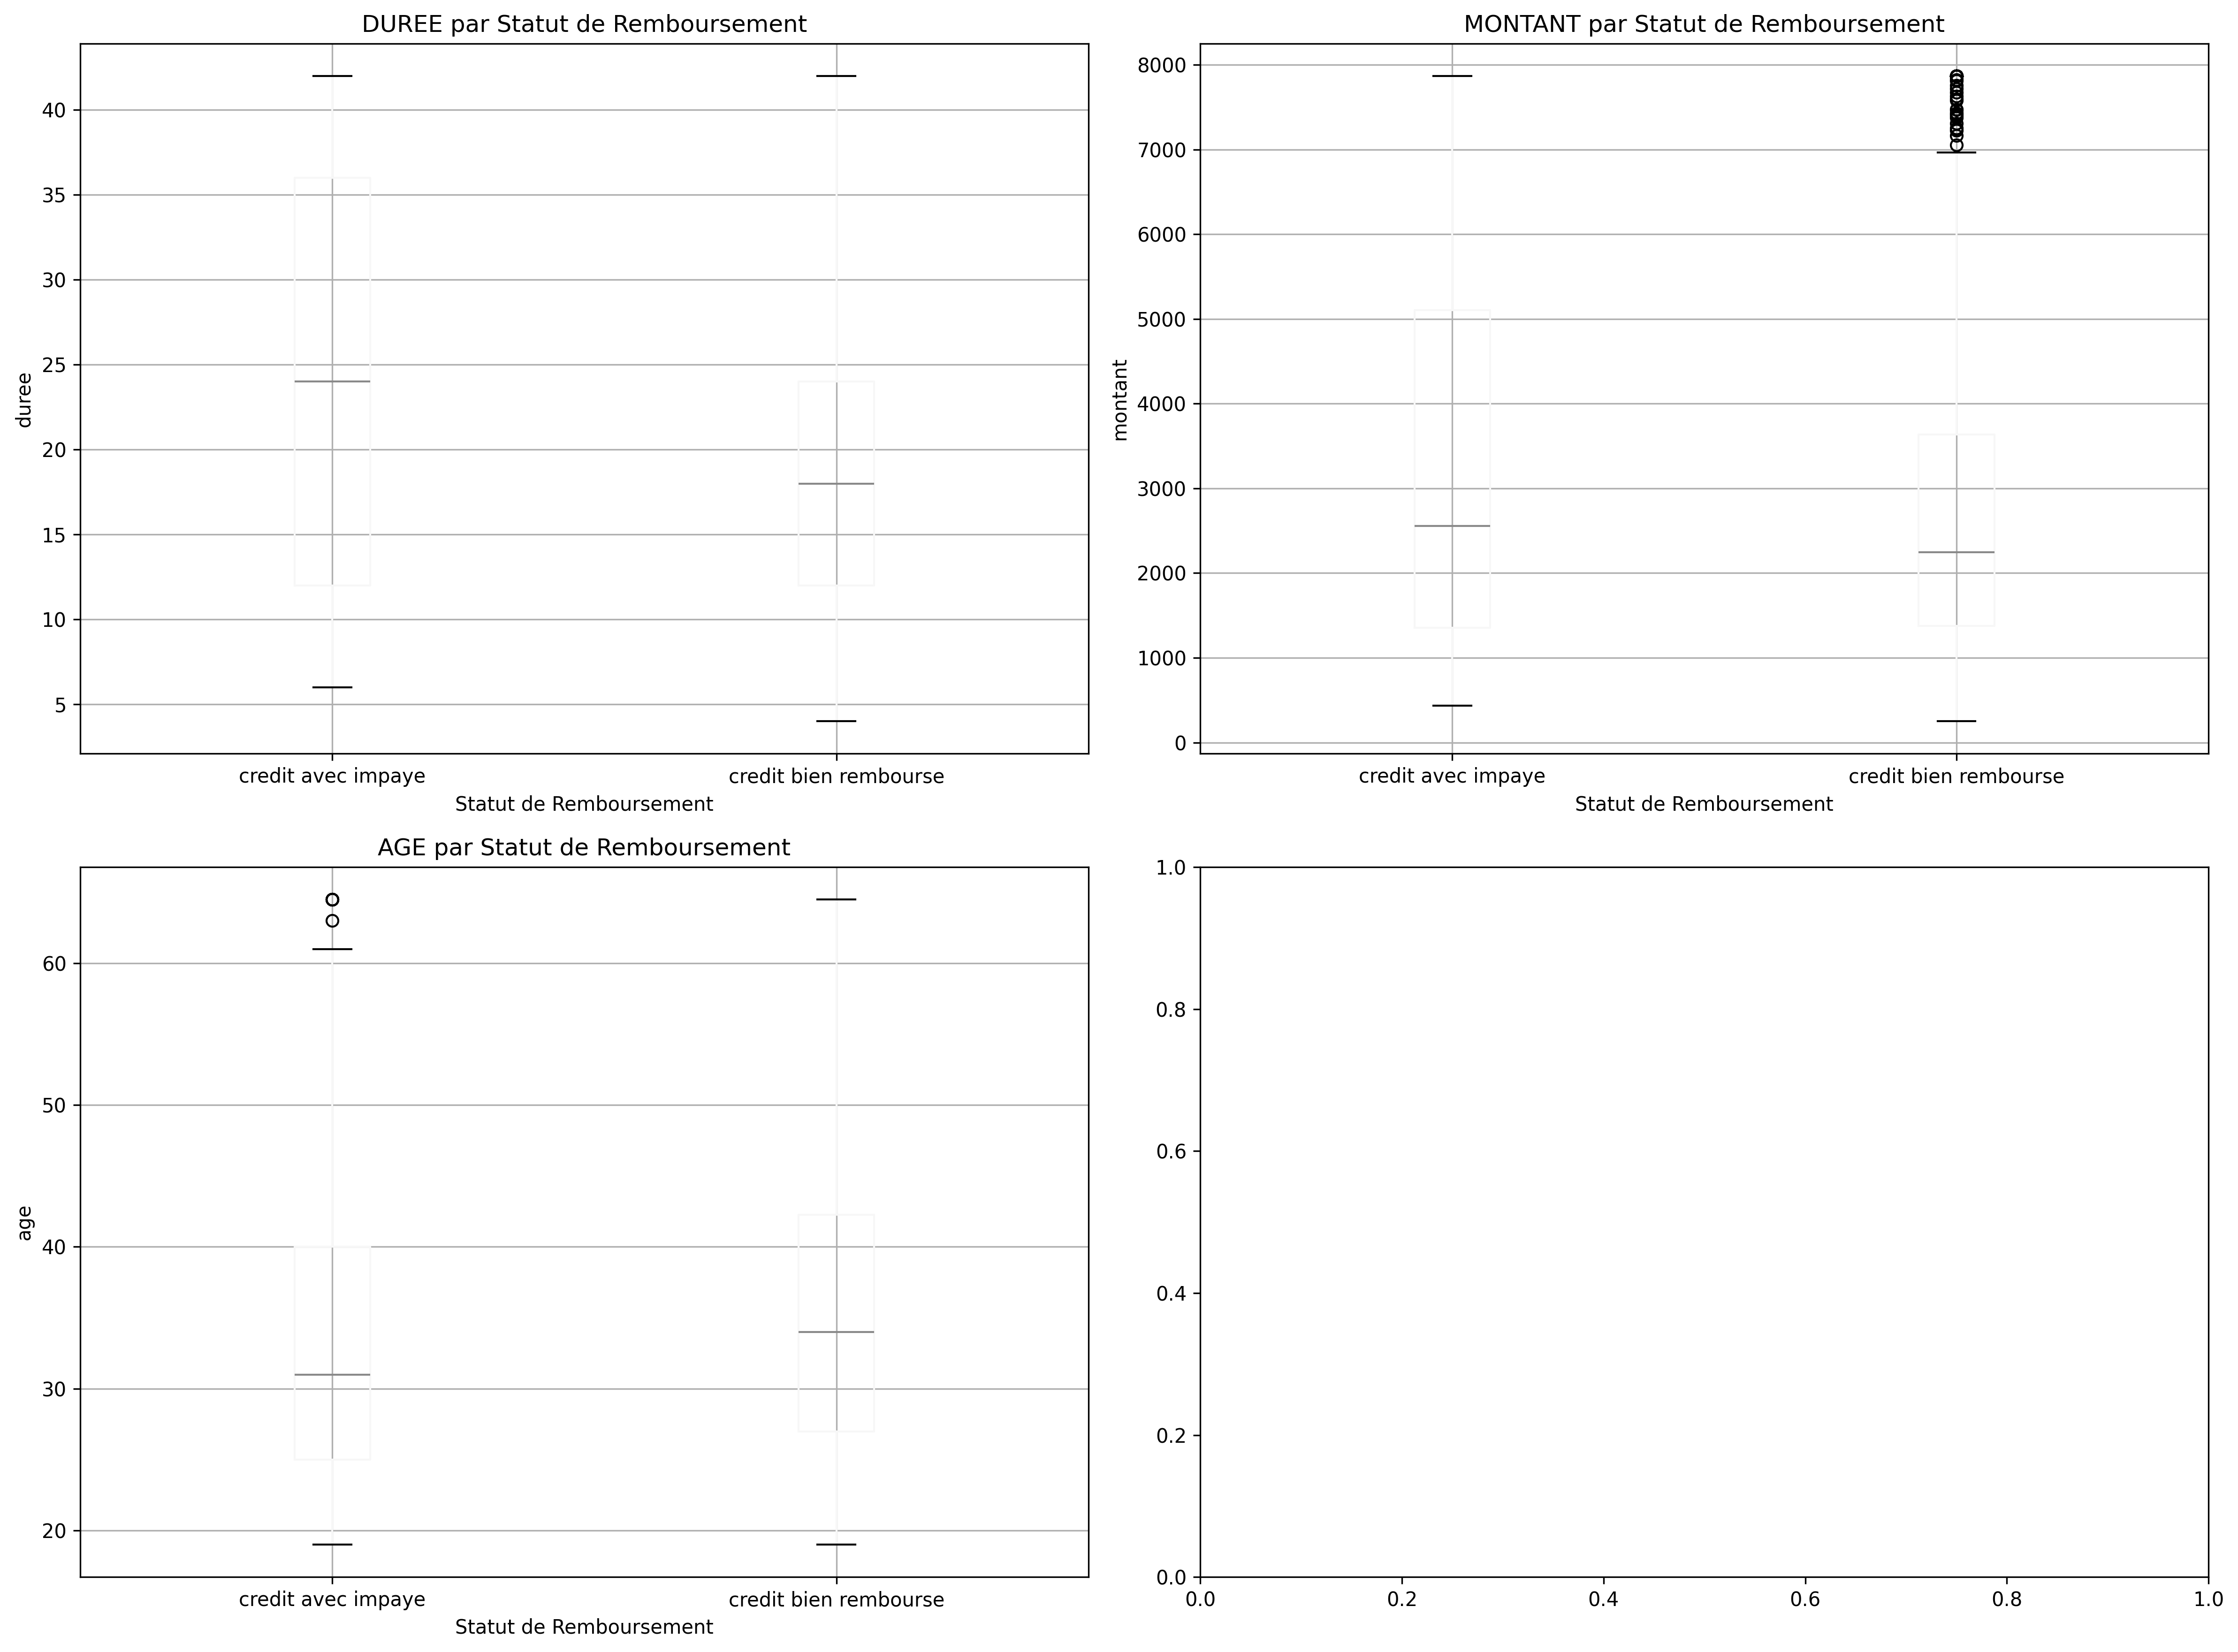 DUREE par Statut de Remboursement
40
35
30
25
20
15
10
5
duree
credit avec impaye
credit bien rembourse
Statut de Remboursement
MONTANT par Statut de Remboursement
8000
7000
6000
5000
4000
3000
2000
1000
0
montant
credit avec impaye
credit bien rembourse
Statut de Remboursement
AGE par Statut de Remboursement
60
50
40
30
20
age
credit avec impaye
credit bien rembourse
Statut de Remboursement
1.0
0.8
0.6
0.4
0.2
0.0
0.0
0.2
0.4
0.6
0.8
1.0